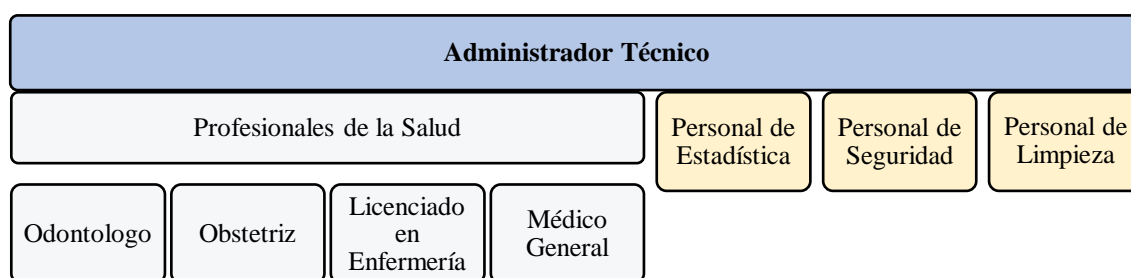 Administrador Técnico
Profesionales de la Salud
Personal de
Estadística
Personal de
Seguridad
Personal de
Limpieza
Odontologo
Obstetriz
Licenciado
en
Enfermería
Médico
General